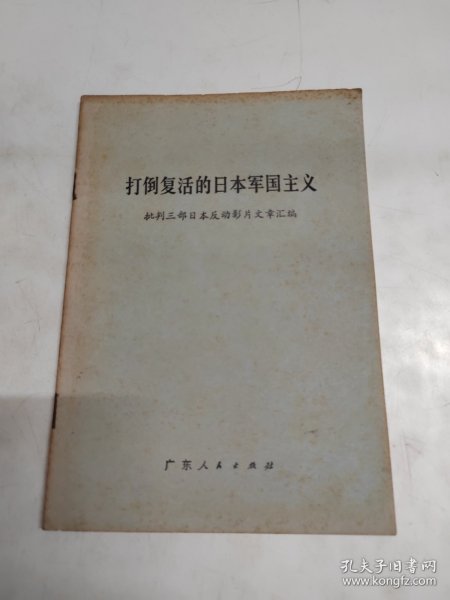 打倒复活的日本军国主义
批判三部日本反动影片文章汇编
广东人民出版社
孔夫子旧书网
www.kongfz.com